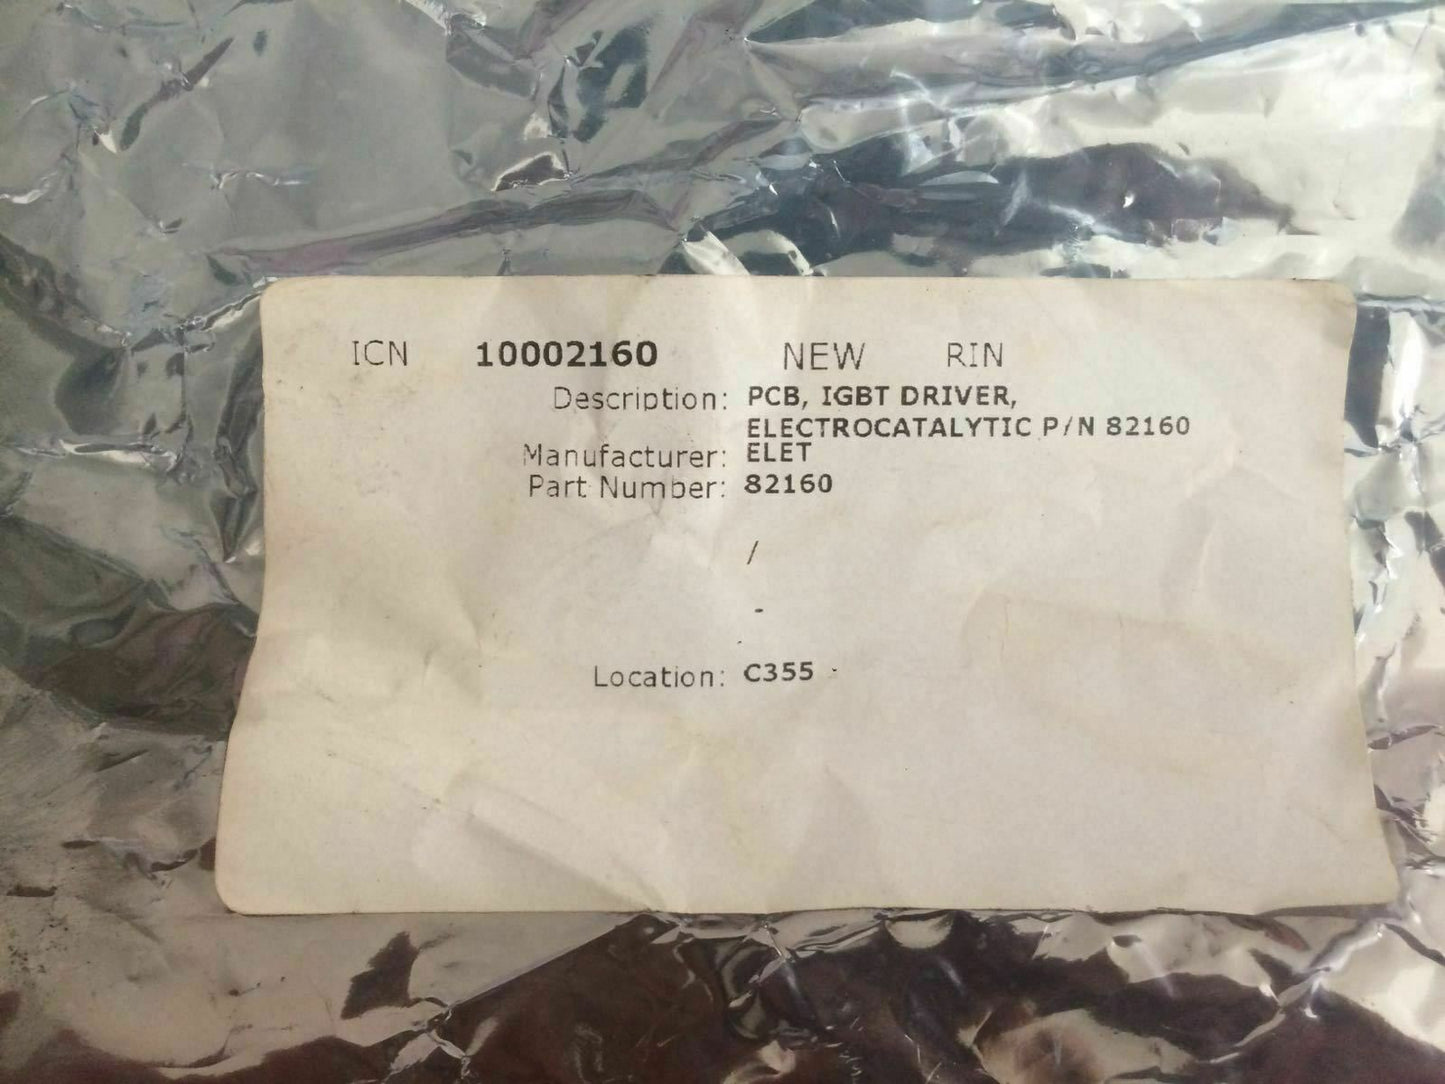 ICN 10002160 NEW RIN
Description: PCB, IGBT DRIVER,
ELECTROCATALYTIC P/N 82160
Manufacturer: ELET
Part Number: 82160
/
-
Location: C355